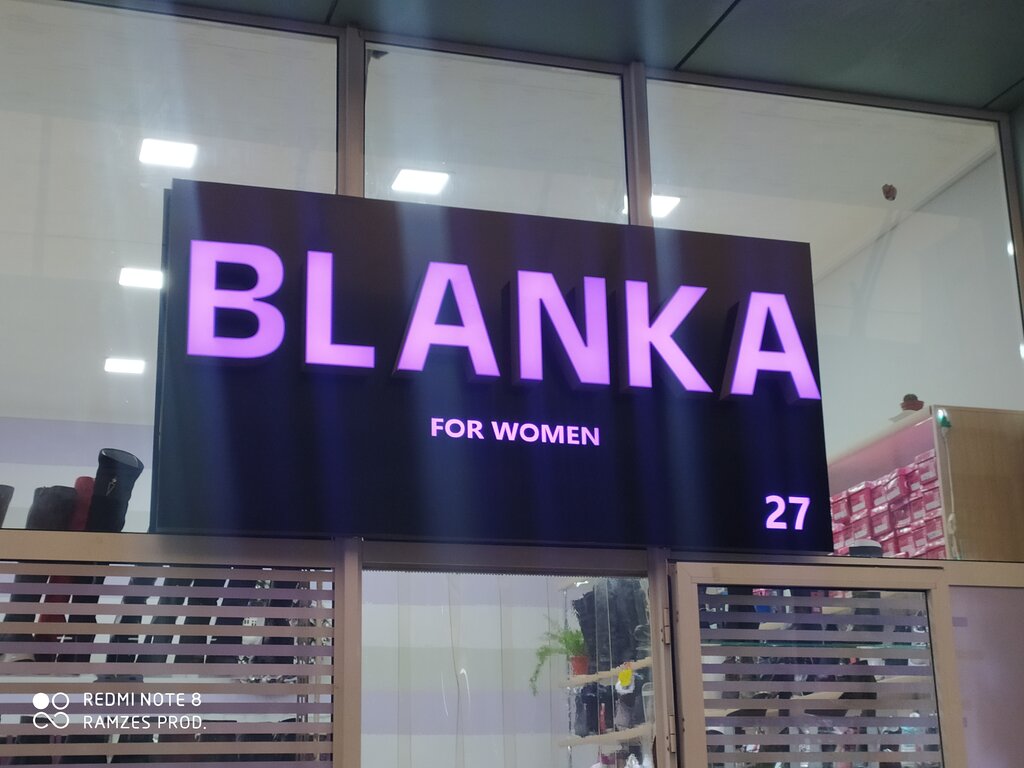 BLANKA
FOR WOMEN
27
REDMI NOTE 8
RAMZES PROD.